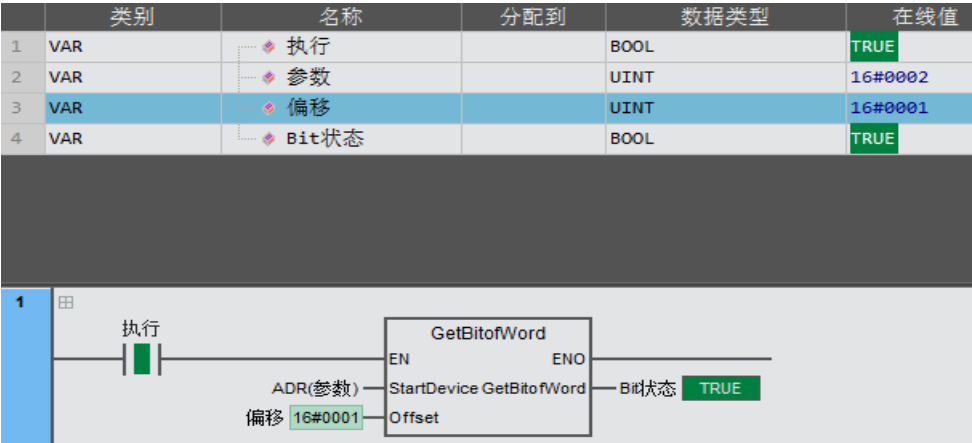 类别 名称 分配到 数据类型 在线值
1 VAR 执行 BOOL TRUE
2 VAR 参数 UINT 16#0002
3 VAR 偏移 UINT 16#0001
4 VAR Bit状态 BOOL TRUE
1
执行
GetBitofWord
EN ENO
ADR(参数) StartDevice GetBitofWord Bit状态 TRUE
偏移 16#0001 Offset